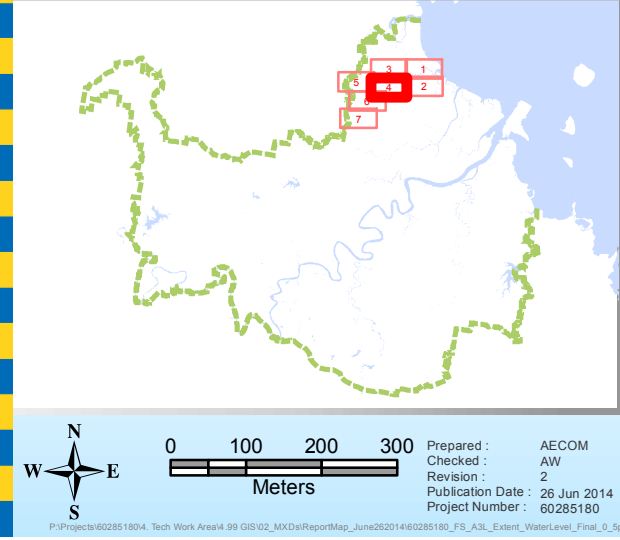 3 1
5 4 2
6
7
N
W E
S
0 100 200 300
Meters
Prepared : AECOM
Checked : AW
Revision : 2
Publication Date : 26 Jun 2014
Project Number : 60285180
P:\Projects\60285180\4. Tech Work Area\4.99 GIS\02_MXDs\ReportMap_June262014\60285180_FS_A3L_Extent_WaterLevel_Final_0_5p